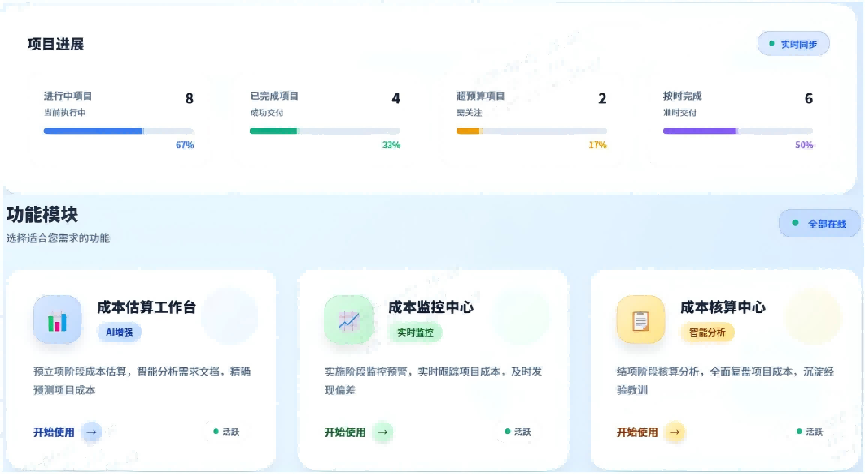 项目进展
实时同步
进行中项目 8
当前执行中
67%
已完成项目 4
成功交付
33%
超预算项目 2
需关注
17%
按时完成 6
准时交付
50%
功能模块
选择适合您需求的功能
全部在线
成本估算工作台
AI增强
预立项阶段成本估算，智能分析需求文档，精确
预测项目成本
开始使用 →
活跃
成本监控中心
实时监控
实施阶段监控预警，实时跟踪项目成本，及时发
现偏差
开始使用 →
活跃
成本核算中心
智能分析
结项阶段核算分析，全面复盘项目成本，沉淀经
验教训
开始使用 →
活跃